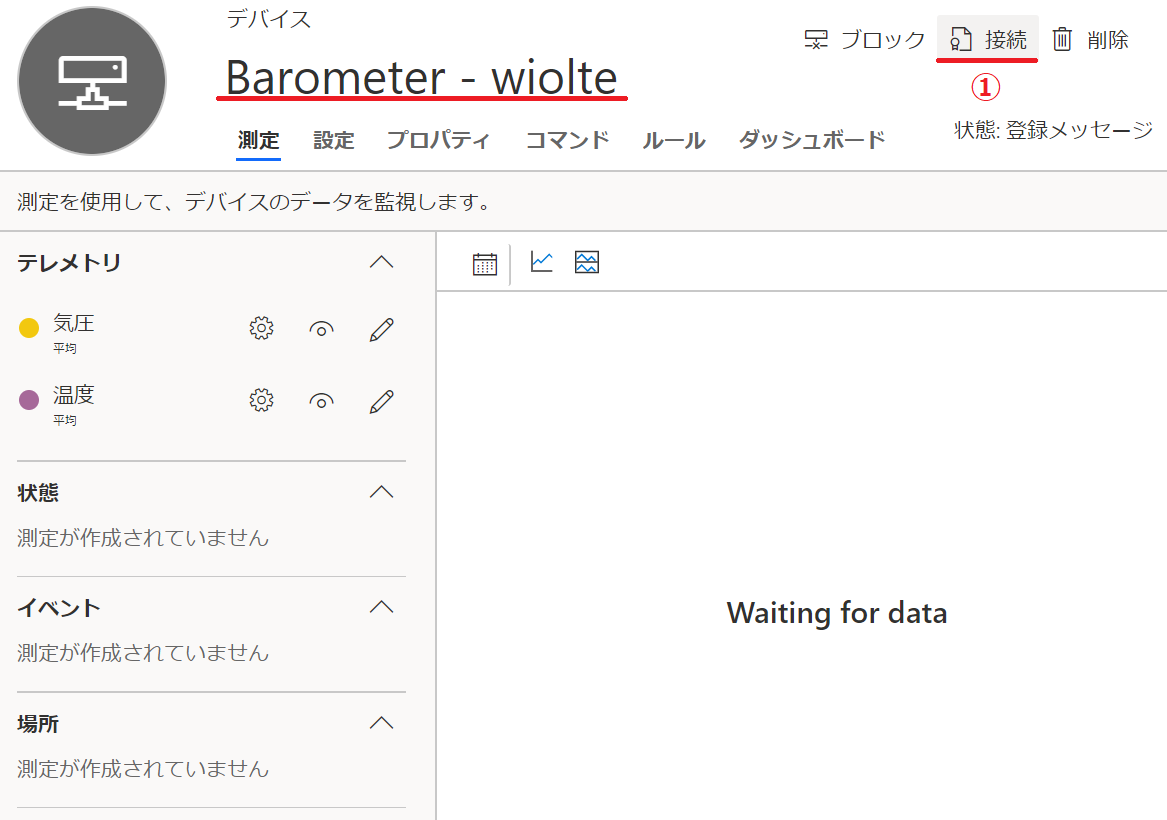 デバイス
ブロック 接続 削除
Barometer - wiolte
①
状態: 登録メッセージ
測定 設定 プロパティ コマンド ルール ダッシュボード
測定を使用して、デバイスのデータを監視します。
テレメトリ
気圧
平均
温度
平均
状態
測定が作成されていません
イベント
測定が作成されていません
場所
測定が作成されていません
Waiting for data